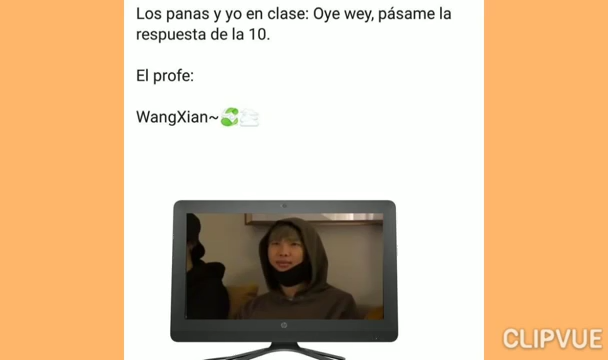 Los panas y yo en clase: Oye wey, pásame la
respuesta de la 10.
El profe:
WangXian~
CLIPVUE